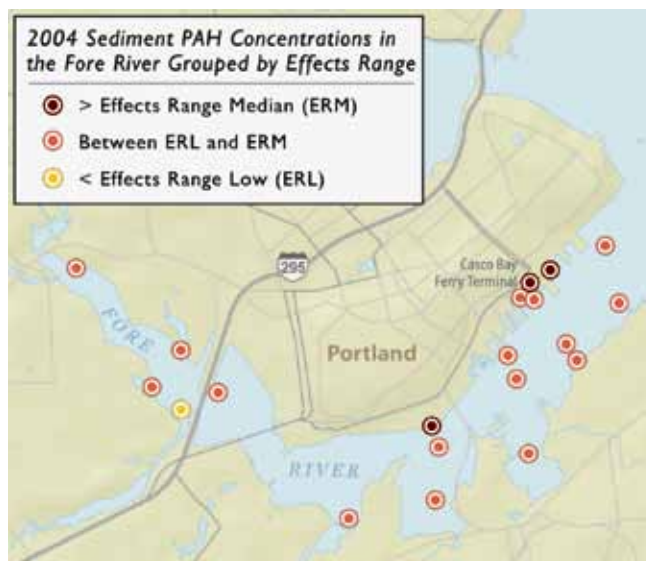 2004 Sediment PAH Concentrations in
the Fore River Grouped by Effects Range
> Effects Range Median (ERM)
Between ERL and ERM
< Effects Range Low (ERL)
295
Casco Bay
Ferry Terminal
FORE
Portland
RIVER